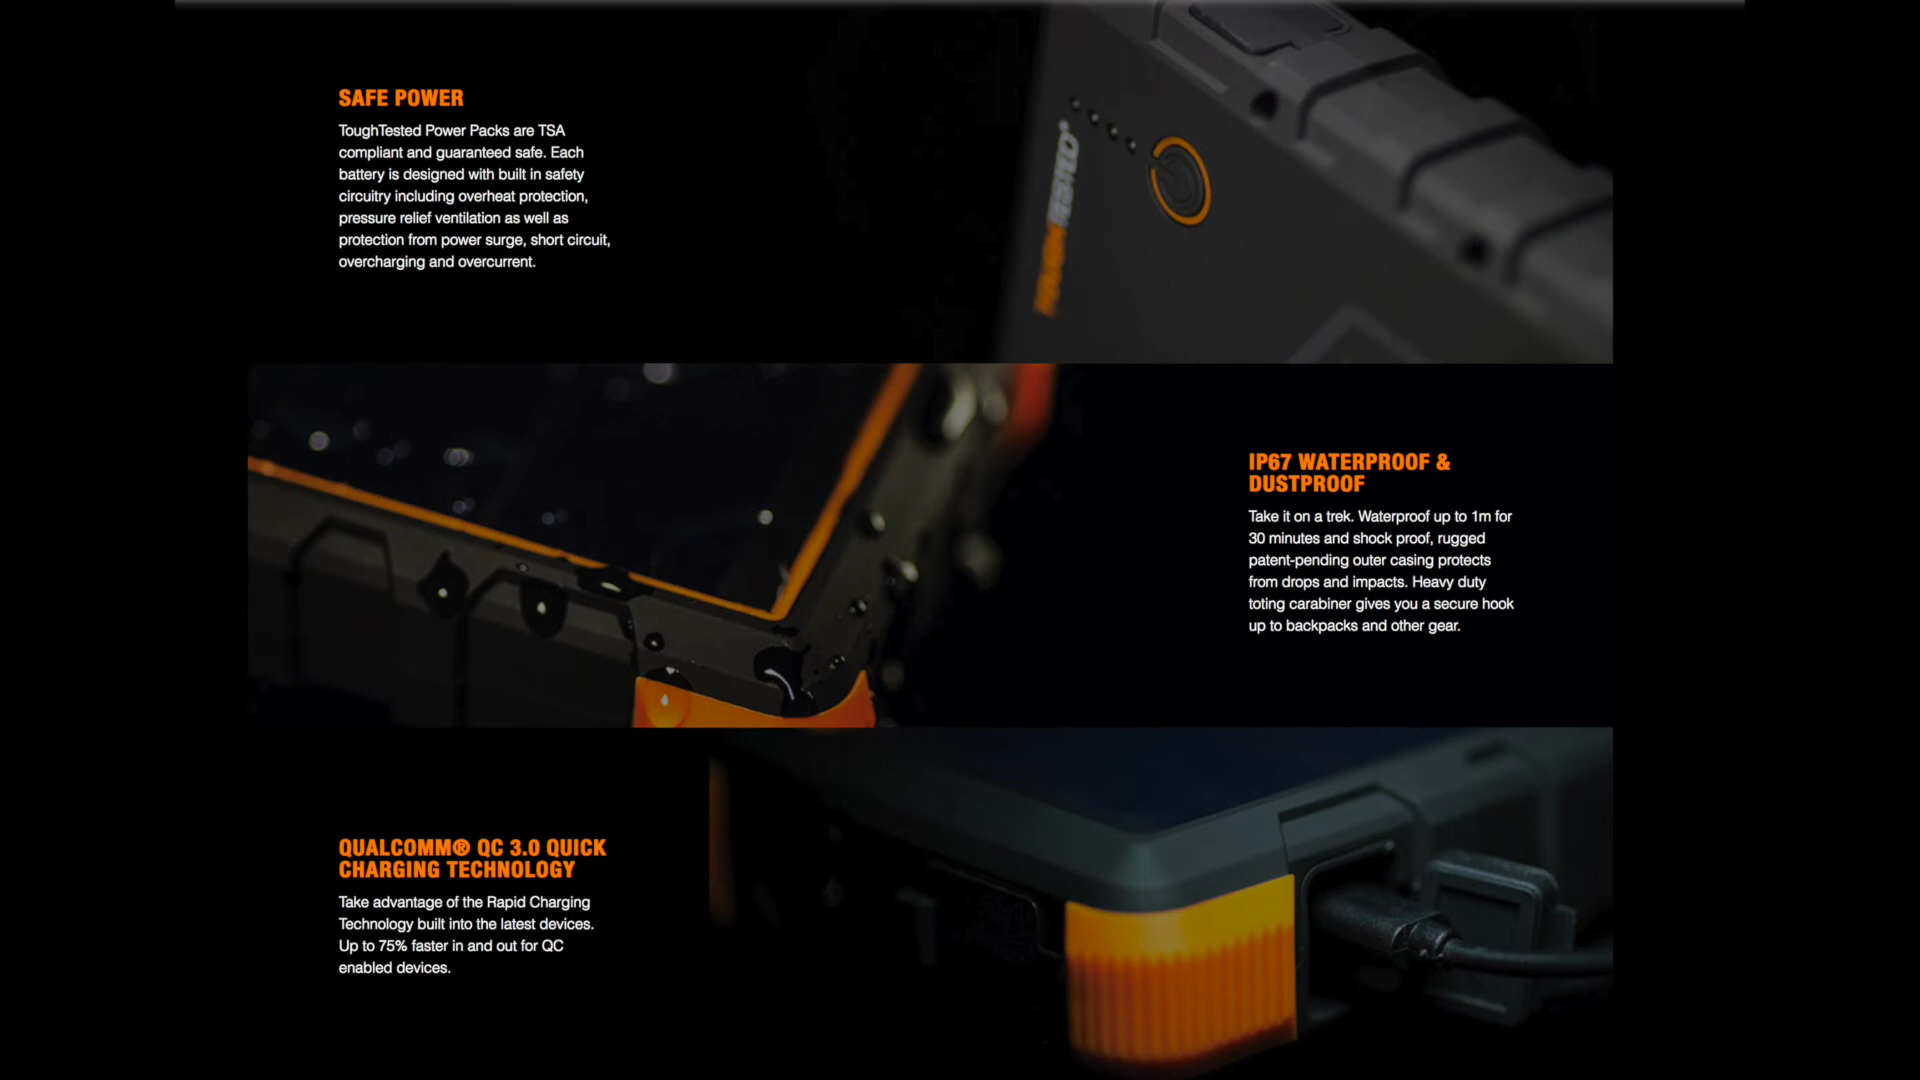 SAFE POWER
ToughTested Power Packs are TSA
compliant and guaranteed safe. Each
battery is designed with built in safety
circuitry including overheat protection,
pressure relief ventilation as well as
protection from power surge, short circuit,
overcharging and overcurrent.
TOUGHTESTED®
IP67 WATERPROOF &
DUSTPROOF
Take it on a trek. Waterproof up to 1m for
30 minutes and shock proof, rugged
patent-pending outer casing protects
from drops and impacts. Heavy duty
toting carabiner gives you a secure hook
up to backpacks and other gear.
QUALCOMM® QC 3.0 QUICK
CHARGING TECHNOLOGY
Take advantage of the Rapid Charging
Technology built into the latest devices.
Up to 75% faster in and out for QC
enabled devices.